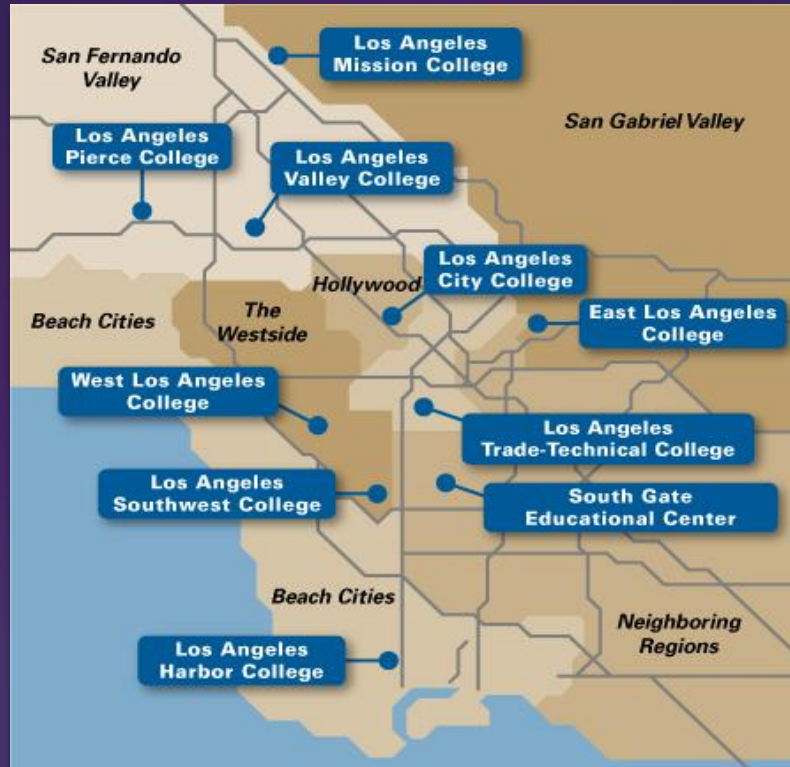 Los Angeles
Mission College
San Fernando
Valley
San Gabriel Valley
Los Angeles
Pierce College
Los Angeles
Valley College
Los Angeles
City College
Hollywood
East Los Angeles
College
Beach Cities
The
Westside
West Los Angeles
College
Los Angeles
Trade-Technical College
Los Angeles
Southwest College
South Gate
Educational Center
Beach Cities
Neighboring
Regions
Los Angeles
Harbor College